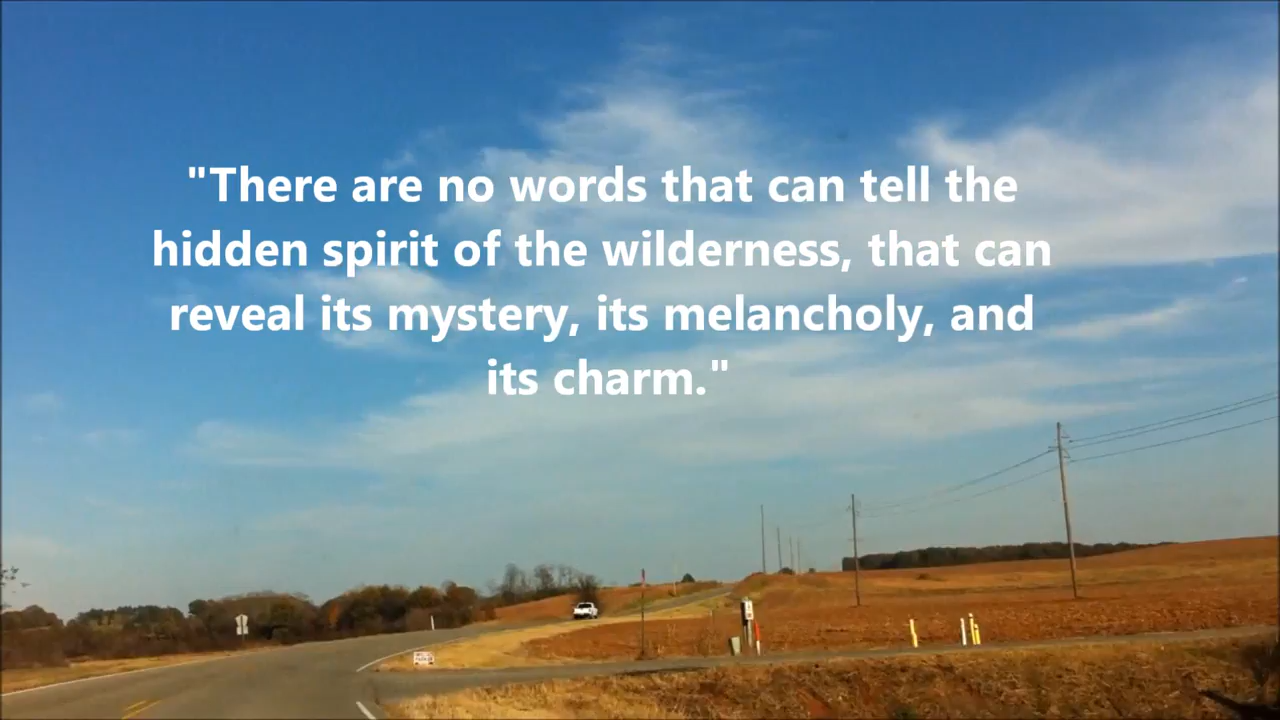 "There are no words that can tell the
hidden spirit of the wilderness, that can
reveal its mystery, its melancholy, and
its charm."